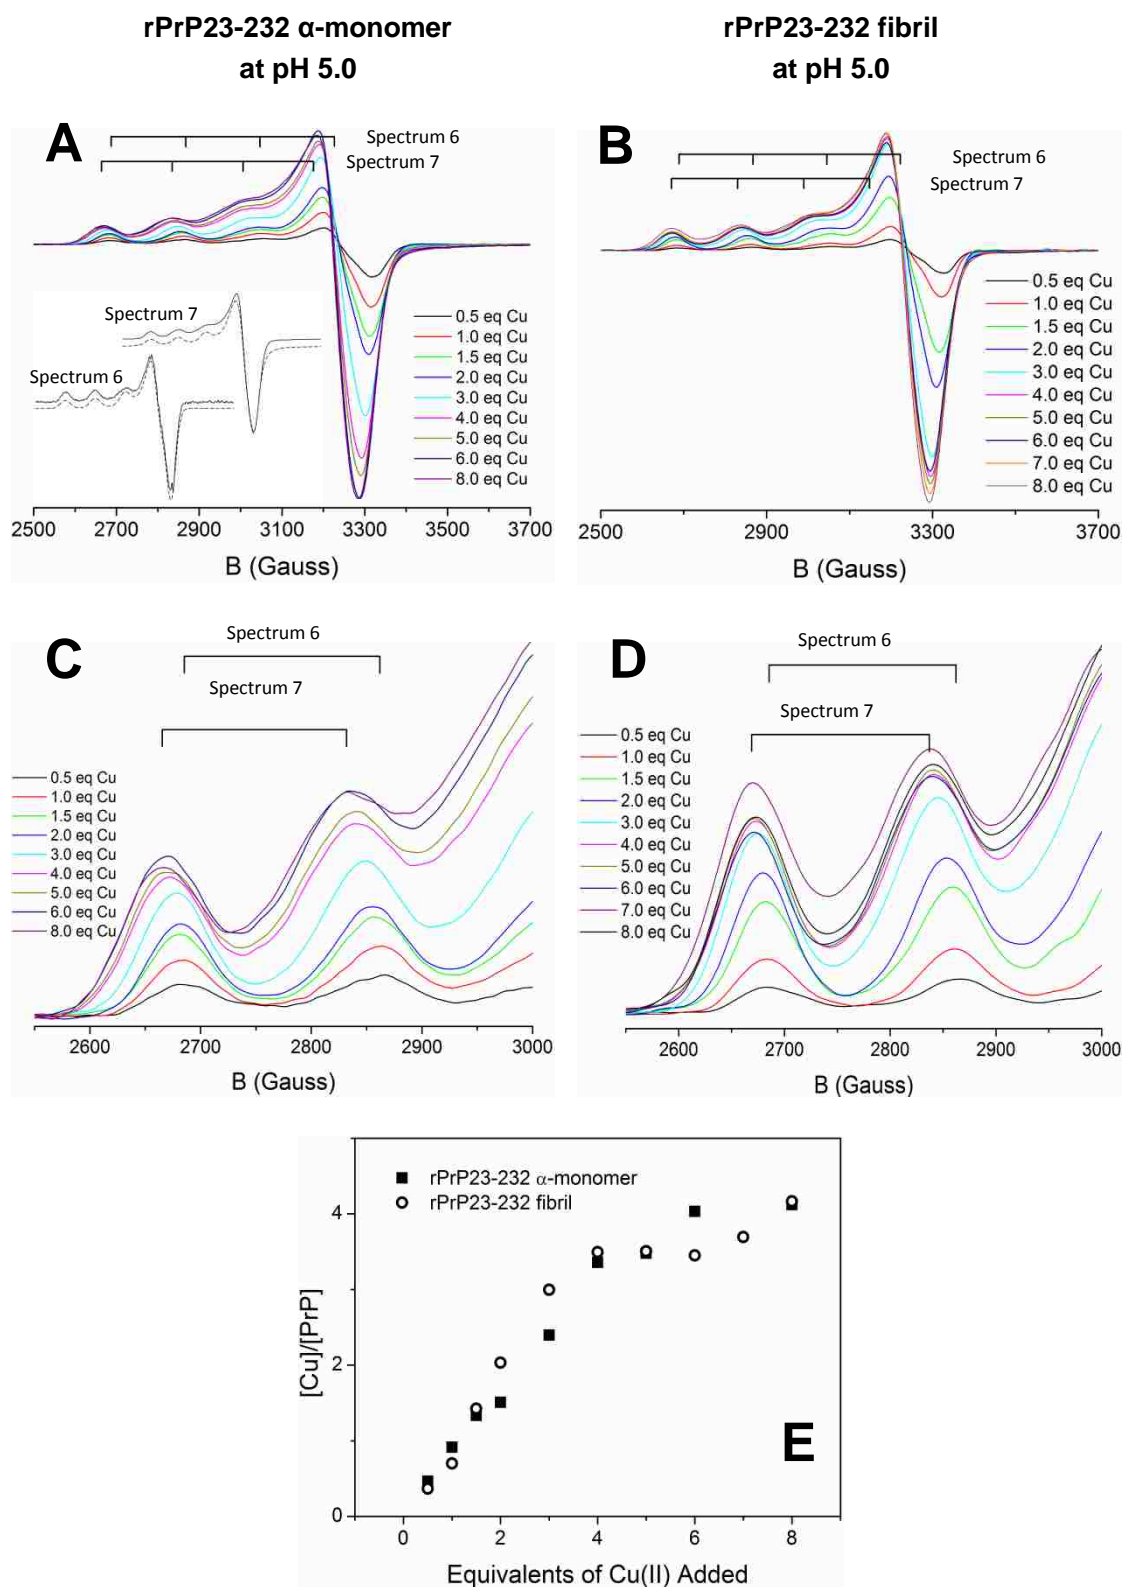 rPrP23-232 α-monomer
at pH 5.0
rPrP23-232 fibril
at pH 5.0
A
Spectrum 6
Spectrum 7
Spectrum 7
Spectrum 6
0.5 eq Cu
1.0 eq Cu
1.5 eq Cu
2.0 eq Cu
3.0 eq Cu
4.0 eq Cu
5.0 eq Cu
6.0 eq Cu
8.0 eq Cu
2500 2700 2900 3100 3300 3500 3700
B (Gauss)
B
Spectrum 6
Spectrum 7
0.5 eq Cu
1.0 eq Cu
1.5 eq Cu
2.0 eq Cu
3.0 eq Cu
4.0 eq Cu
5.0 eq Cu
6.0 eq Cu
7.0 eq Cu
8.0 eq Cu
2500 2900 3300 3700
B (Gauss)
C
Spectrum 6
Spectrum 7
0.5 eq Cu
1.0 eq Cu
1.5 eq Cu
2.0 eq Cu
3.0 eq Cu
4.0 eq Cu
5.0 eq Cu
6.0 eq Cu
8.0 eq Cu
2600 2700 2800 2900 3000
B (Gauss)
D
Spectrum 6
Spectrum 7
0.5 eq Cu
1.0 eq Cu
1.5 eq Cu
2.0 eq Cu
3.0 eq Cu
4.0 eq Cu
5.0 eq Cu
6.0 eq Cu
7.0 eq Cu
8.0 eq Cu
2600 2700 2800 2900 3000
B (Gauss)
rPrP23-232 α-monomer
rPrP23-232 fibril
4
2
0
[Cu]/[PrP]
E
0 2 4 6 8
Equivalents of Cu(II) Added